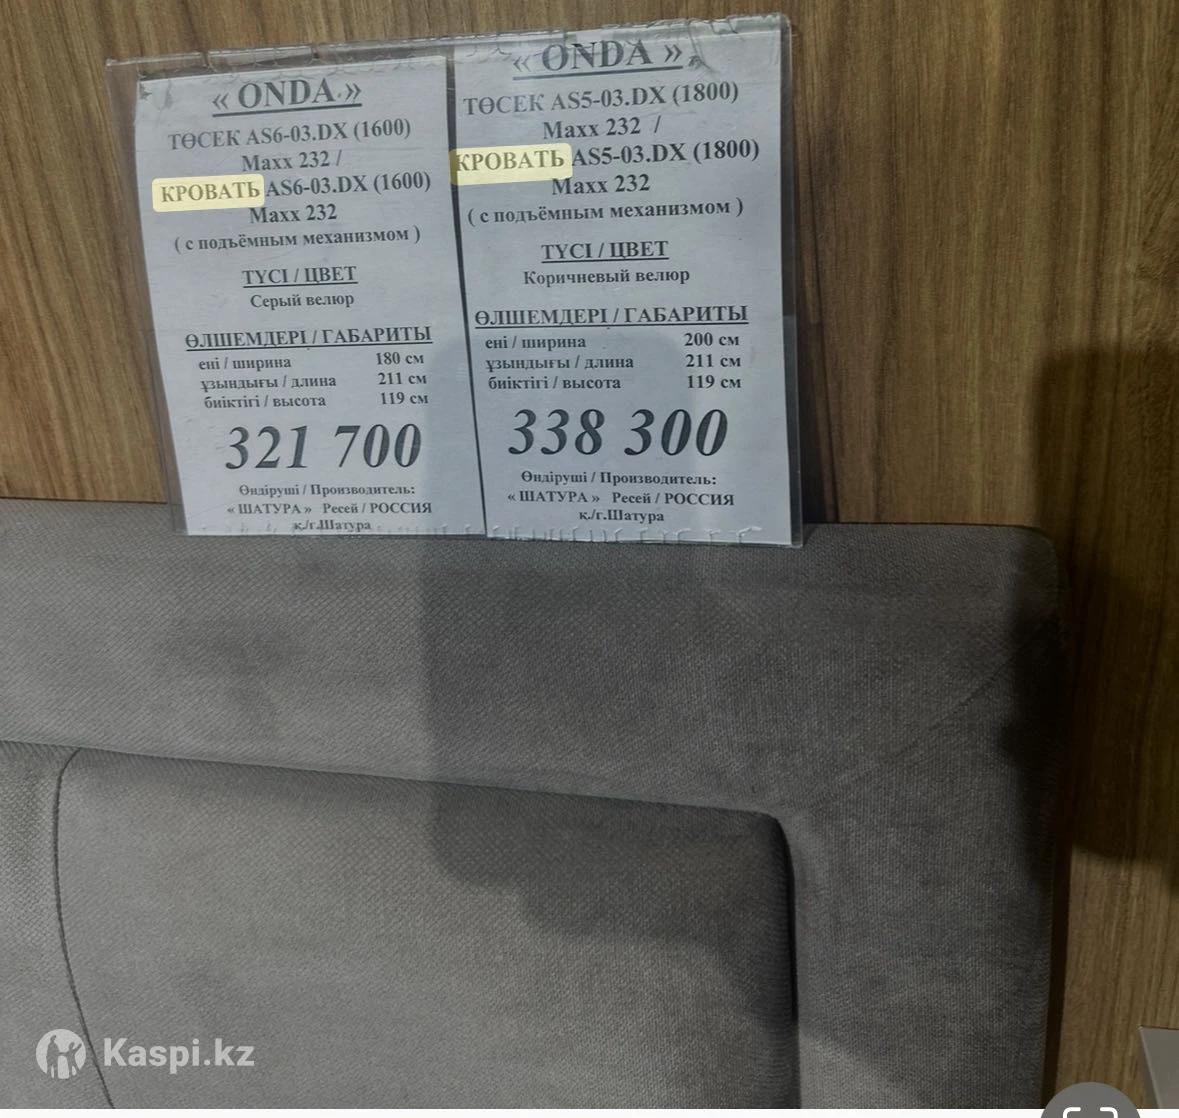 « ONDA »
ТӨСЕК AS6-03.DX (1600)
Maxx 232 /
КРОВАТЬ AS6-03.DX (1600)
Maxx 232
( с подъёмным механизмом )
ТҮСІ / ЦВЕТ
Серый велюр
ӨЛШЕМДЕРІ / ГАБАРИТЫ
ені / ширина 180 см
ұзындығы / длина 211 см
биіктігі / высота 119 см
321 700
Өндіруші / Производитель:
« ШАТУРА » Ресей / РОССИЯ
қ./г.Шатура
« ONDA »
ТӨСЕК AS5-03.DX (1800)
Maxx 232 /
КРОВАТЬ AS5-03.DX (1800)
Maxx 232
( с подъёмным механизмом )
ТҮСІ / ЦВЕТ
Коричневый велюр
ӨЛШЕМДЕРІ / ГАБАРИТЫ
ені / ширина 200 см
ұзындығы / длина 211 см
биіктігі / высота 119 см
338 300
Өндіруші / Производитель:
« ШАТУРА » Ресей / РОССИЯ
қ./г.Шатура
Kaspi.kz